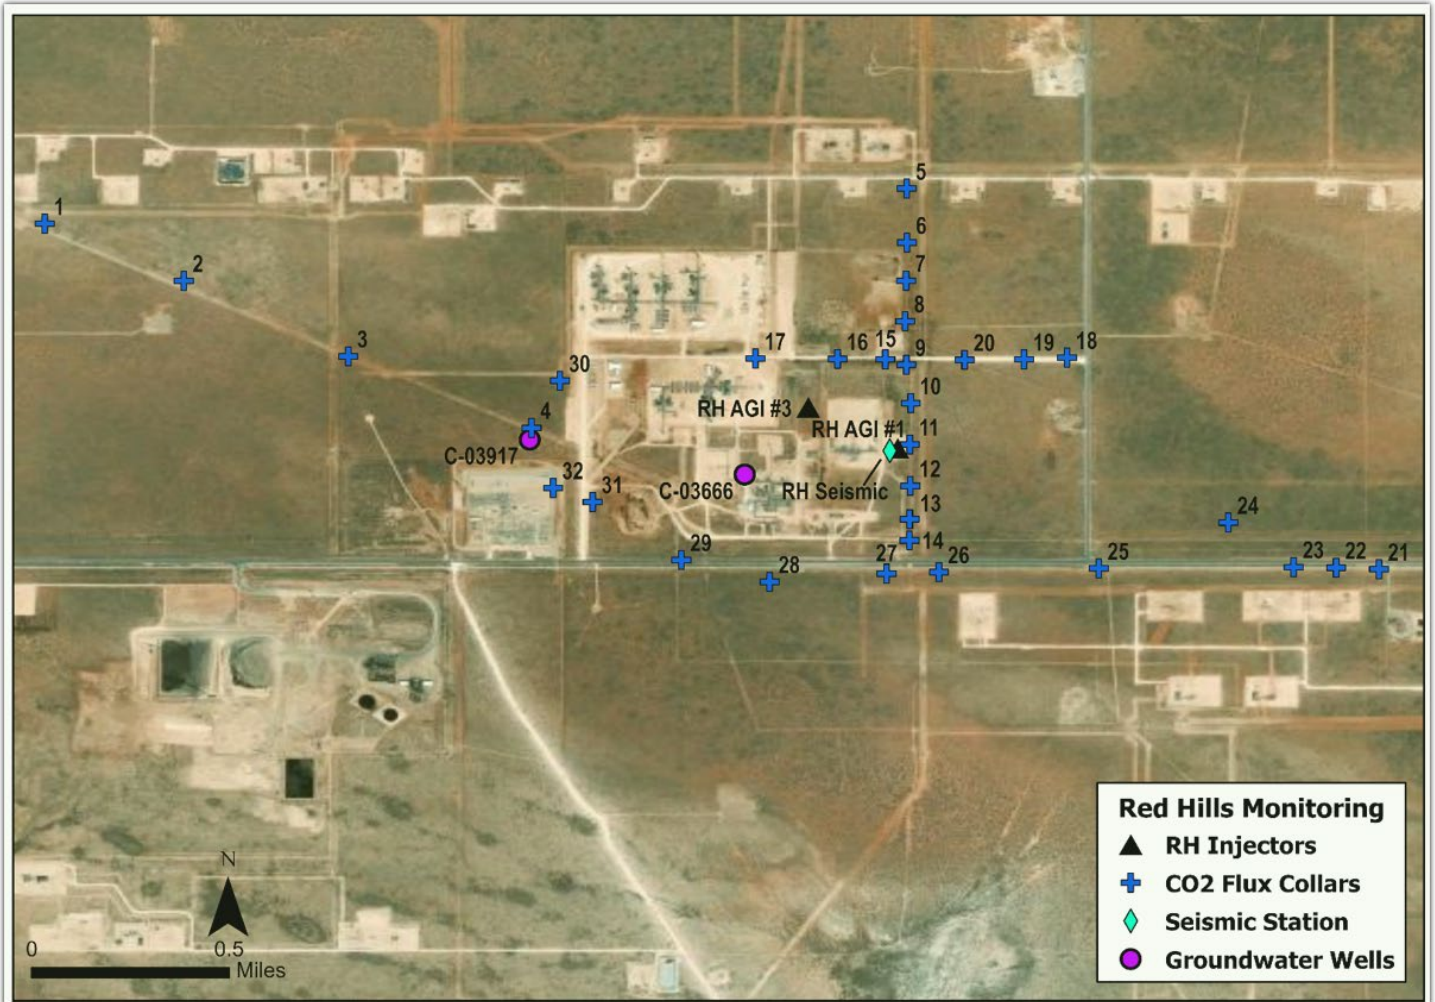 5
1
6
2
7
8
3
17
16
15
9
20
19
18
30
10
RH AGI #3
4
RH AGI #1
11
C-03917
32
12
31
C-03666
RH Seismic
13
24
14
29
27
26
25
23
22
21
28
Red Hills Monitoring
RH Injectors
CO2 Flux Collars
Seismic Station
Groundwater Wells
N
0
0.5
Miles